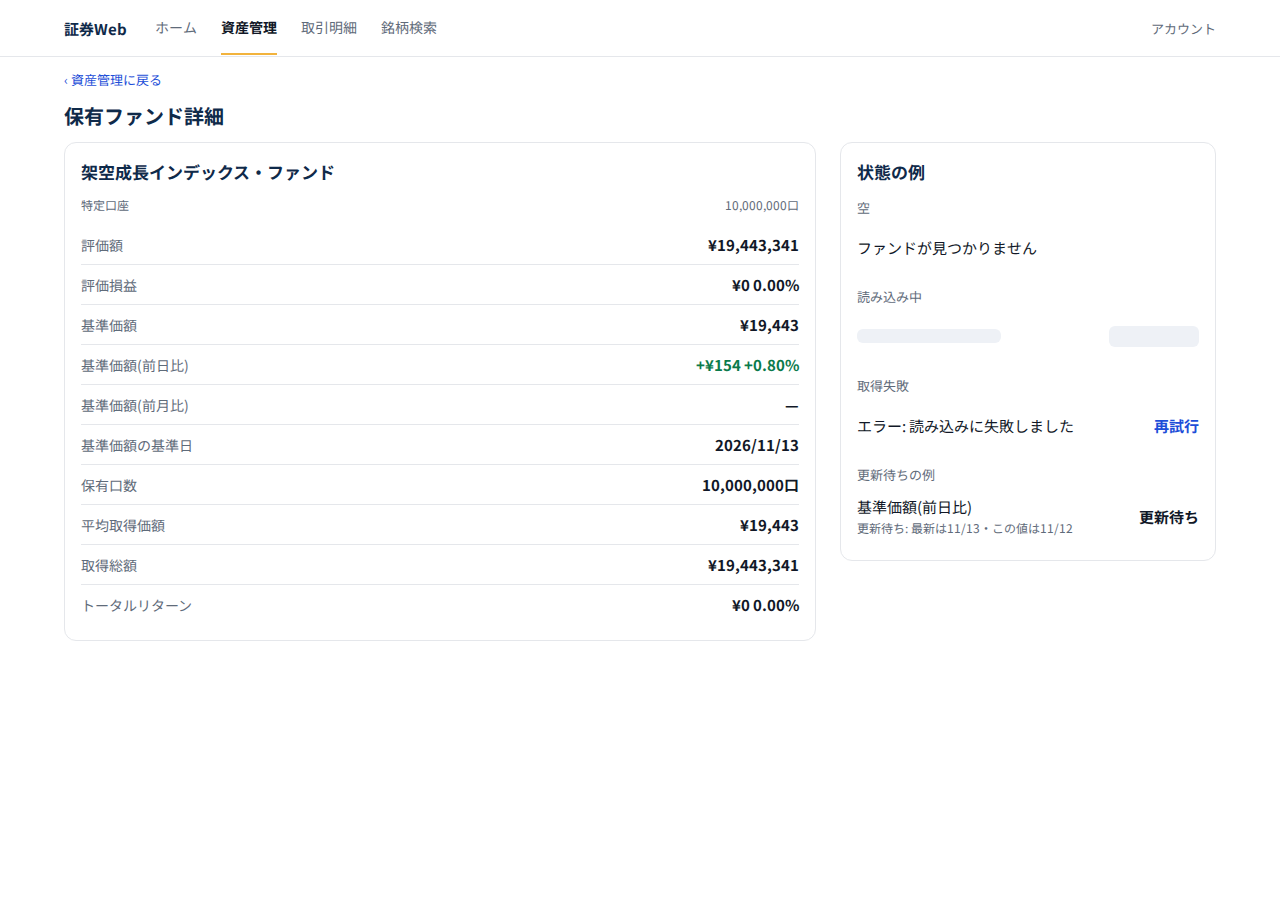 証券Web ホーム 資産管理 取引明細 銘柄検索 アカウント
‹ 資産管理に戻る
保有ファンド詳細
架空成長インデックス・ファンド
特定口座 10,000,000口
評価額 ¥19,443,341
評価損益 ¥0 0.00%
基準価額 ¥19,443
基準価額(前日比) +¥154 +0.80%
基準価額(前月比) —
基準価額の基準日 2026/11/13
保有口数 10,000,000口
平均取得価額 ¥19,443
取得総額 ¥19,443,341
トータルリターン ¥0 0.00%
状態の例
空
ファンドが見つかりません
読み込み中
取得失敗
エラー: 読み込みに失敗しました 再試行
更新待ちの例
基準価額(前日比) 更新待ち
更新待ち: 最新は11/13・この値は11/12